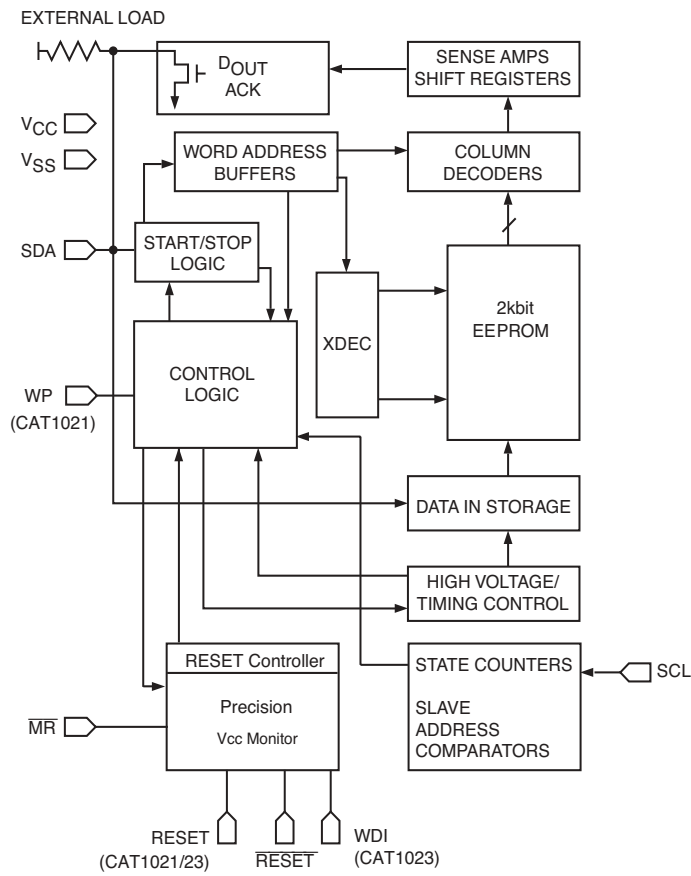 EXTERNAL LOAD
DOUT
ACK
SENSE AMPS
SHIFT REGISTERS
VCC
VSS
WORD ADDRESS
BUFFERS
COLUMN
DECODERS
SDA
START/STOP
LOGIC
2kbit
EEPROM
XDEC
CONTROL
LOGIC
WP
(CAT1021)
DATA IN STORAGE
HIGH VOLTAGE/
TIMING CONTROL
RESET Controller
STATE COUNTERS
SCL
Precision
Vcc Monitor
SLAVE
ADDRESS
COMPARATORS
MR
RESET
(CAT1021/23)
RESET
WDI
(CAT1023)